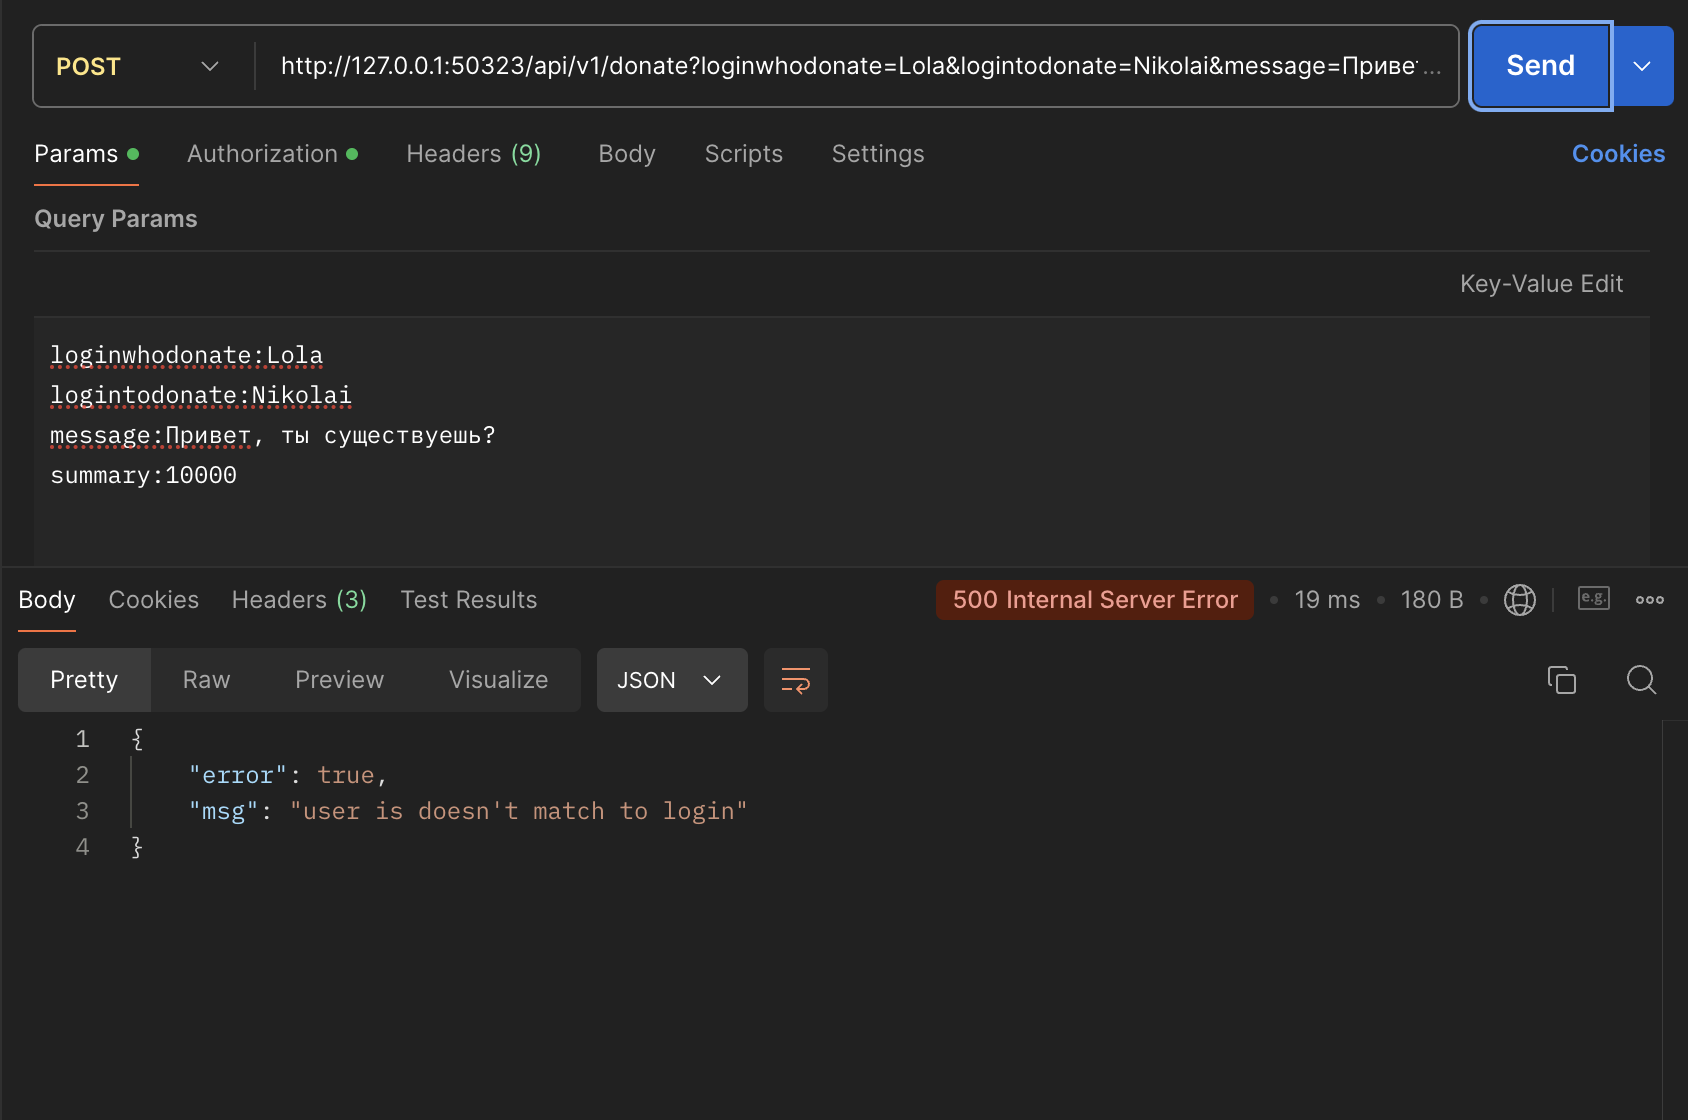 POST http://127.0.0.1:50323/api/v1/donate?loginwhodonate=Lola&logintodonate=Nikolai&message=Приве... Send
Params Authorization Headers (9) Body Scripts Settings Cookies
Query Params
Key-Value Edit
loginwhodonate:Lola
logintodonate:Nikolai
message:Привет, ты существуешь?
summary:10000
Body Cookies Headers (3) Test Results 500 Internal Server Error • 19 ms • 180 B • e.g.
Pretty Raw Preview Visualize JSON
1 {
2 "error": true,
3 "msg": "user is doesn't match to login"
4 }